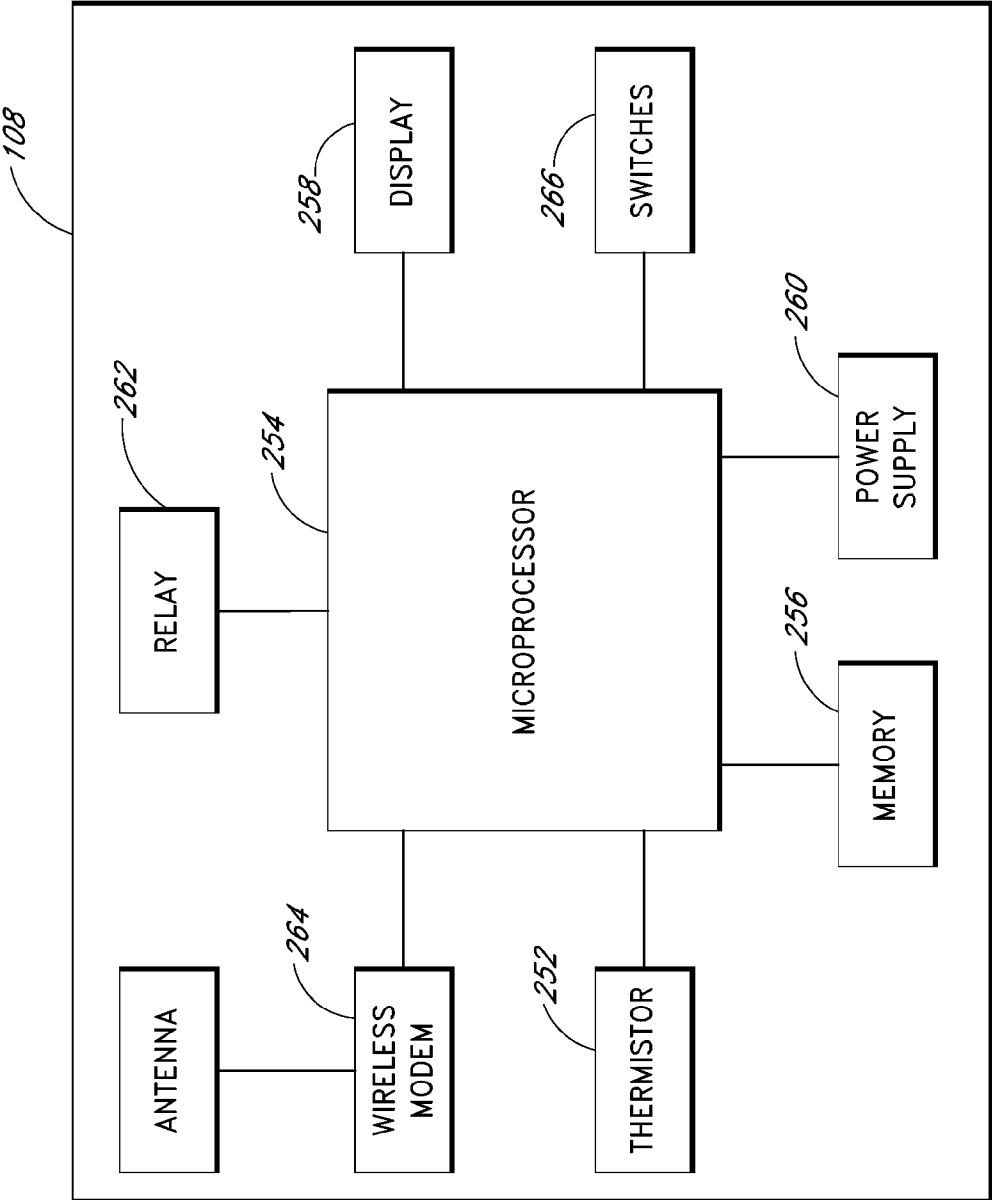 108
ANTENNA
RELAY
262
264
WIRELESS
MODEM
254
258
DISPLAY
MICROPROCESSOR
252
THERMISTOR
266
SWITCHES
256
MEMORY
260
POWER
SUPPLY